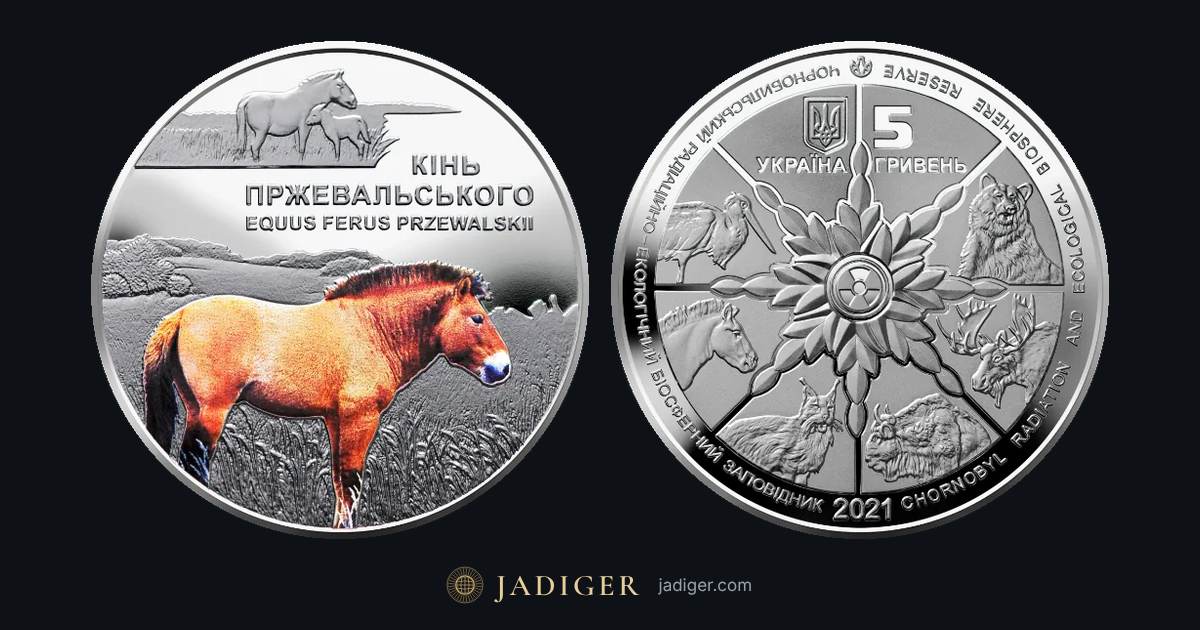 КІНЬ
ПРЖЕВАЛЬСЬКОГО
EQUUS FERUS PRZEWALSKII
ЧОРНОБИЛЬСЬКИЙ РАДІАЦІЙНО-ЕКОЛОГІЧНИЙ БІОСФЕРНИЙ ЗАПОВІДНИК
5
УКРАЇНА ГРИВЕНЬ
2021
CHORNOBYL RADIATION AND ECOLOGICAL BIOSPHERE RESERVE
JADIGER jadiger.com